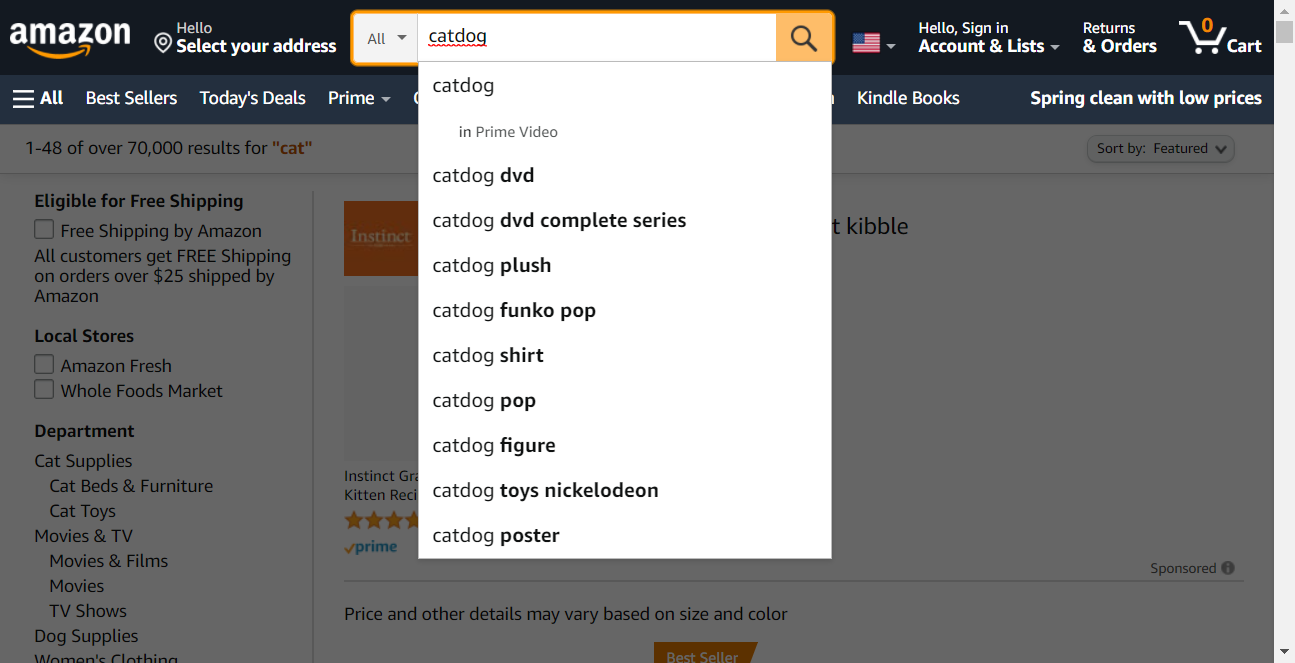 amazon
Hello
Select your address
All
catdog
Hello, Sign in
Account & Lists
Returns
& Orders
0
Cart
All
Best Sellers
Today's Deals
Prime
Kindle Books
Spring clean with low prices
1-48 of over 70,000 results for "cat"
Sort by: Featured
catdog
in Prime Video
catdog dvd
catdog dvd complete series
catdog plush
catdog funko pop
catdog shirt
catdog pop
catdog figure
catdog toys nickelodeon
catdog poster
Eligible for Free Shipping
Free Shipping by Amazon
All customers get FREE Shipping
on orders over $25 shipped by
Amazon
Local Stores
Amazon Fresh
Whole Foods Market
Department
Cat Supplies
Cat Beds & Furniture
Cat Toys
Movies & TV
Movies & Films
Movies
TV Shows
Dog Supplies
Women's Clothing
Instinct
kibble
Instinct
Kitten
prime
Sponsored
Price and other details may vary based on size and color
Best Seller